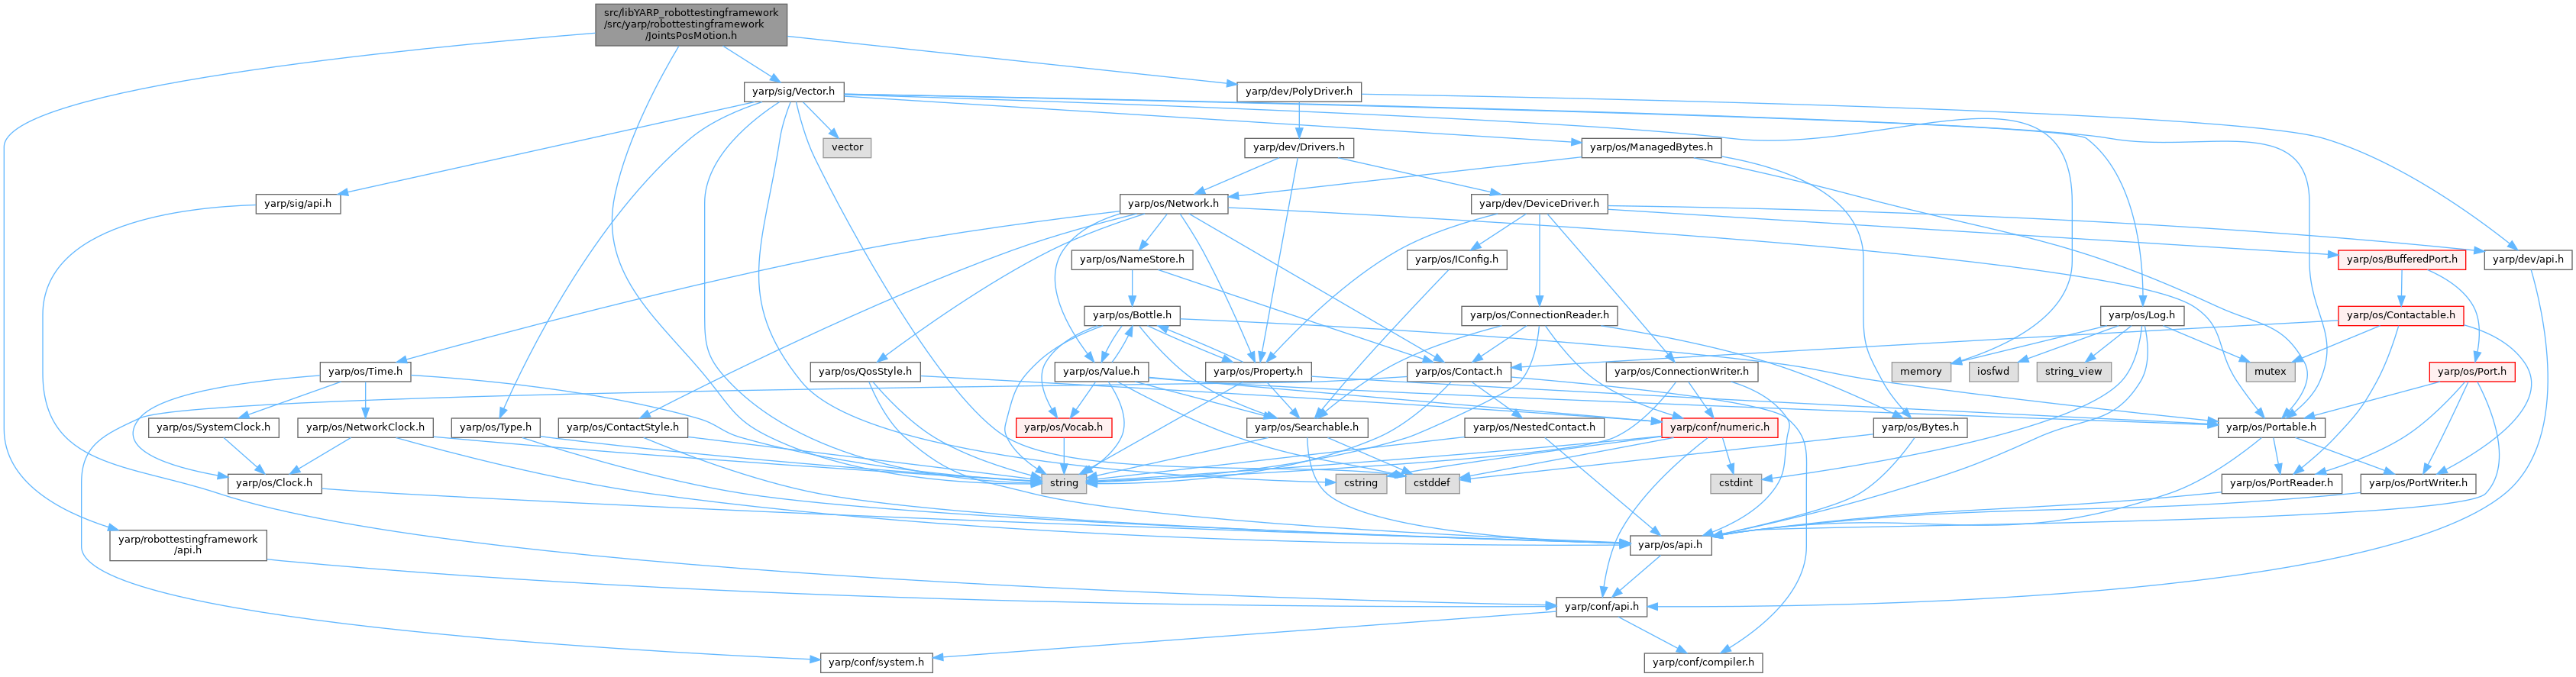 src/libYARP_robottestingframework
/src/yarp/robottestingframework
/JointsPosMotion.h
yarp/sig/Vector.h
yarp/dev/PolyDriver.h
vector
yarp/dev/Drivers.h
yarp/os/ManagedBytes.h
yarp/sig/api.h
yarp/os/Network.h
yarp/dev/DeviceDriver.h
yarp/os/NameStore.h
yarp/os/IConfig.h
yarp/os/BufferedPort.h
yarp/dev/api.h
yarp/os/Bottle.h
yarp/os/ConnectionReader.h
yarp/os/Log.h
yarp/os/Contactable.h
yarp/os/Time.h
yarp/os/QosStyle.h
yarp/os/Value.h
yarp/os/Property.h
yarp/os/Contact.h
yarp/os/ConnectionWriter.h
memory
iosfwd
string_view
mutex
yarp/os/Port.h
yarp/os/SystemClock.h
yarp/os/NetworkClock.h
yarp/os/Type.h
yarp/os/ContactStyle.h
yarp/os/Vocab.h
yarp/os/Searchable.h
yarp/os/NestedContact.h
yarp/conf/numeric.h
yarp/os/Bytes.h
yarp/os/Portable.h
yarp/os/Clock.h
string
cstring
cstddef
cstdint
yarp/os/PortReader.h
yarp/os/PortWriter.h
yarp/robottestingframework
/api.h
yarp/os/api.h
yarp/conf/api.h
yarp/conf/system.h
yarp/conf/compiler.h